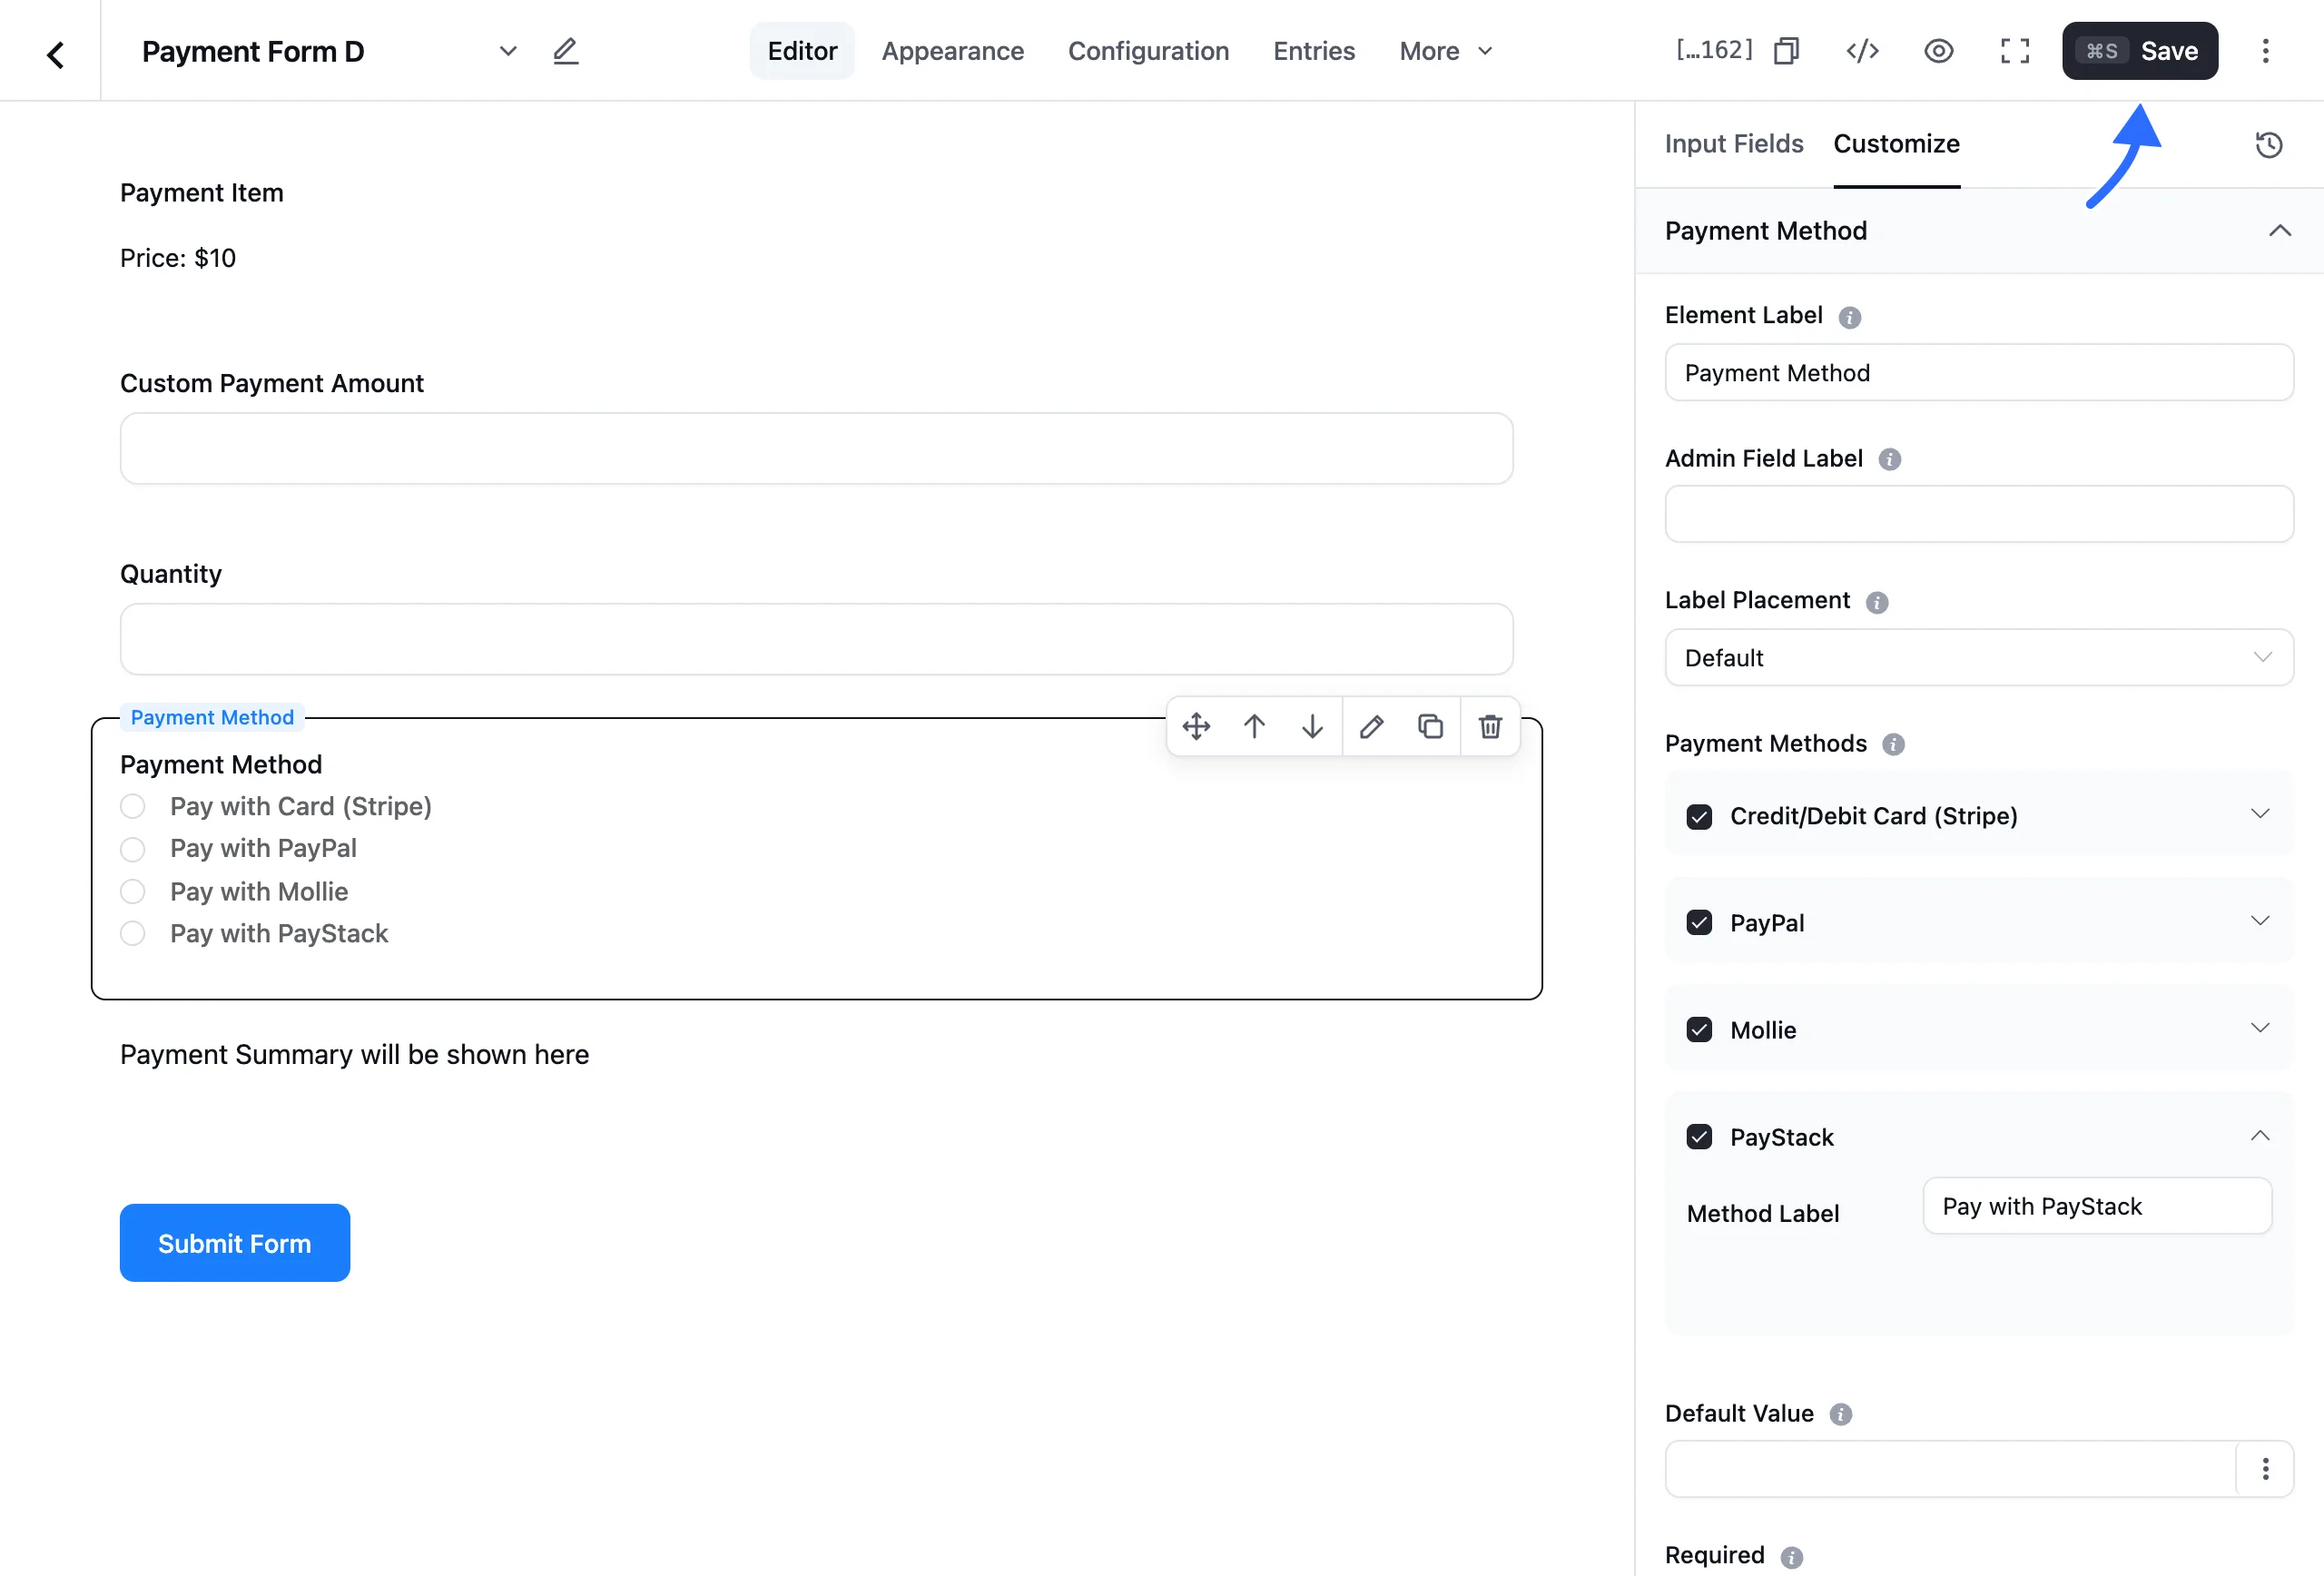 Payment Form D
Editor
Appearance
Configuration
Entries
More
[...162]
⌘S Save
Payment Item
Price: $10
Custom Payment Amount
Quantity
Payment Method
Payment Method
Pay with Card (Stripe)
Pay with PayPal
Pay with Mollie
Pay with PayStack
Payment Summary will be shown here
Submit Form
Input Fields
Customize
Payment Method
Element Label
Payment Method
Admin Field Label
Label Placement
Default
Payment Methods
Credit/Debit Card (Stripe)
PayPal
Mollie
PayStack
Method Label
Pay with PayStack
Default Value
Required